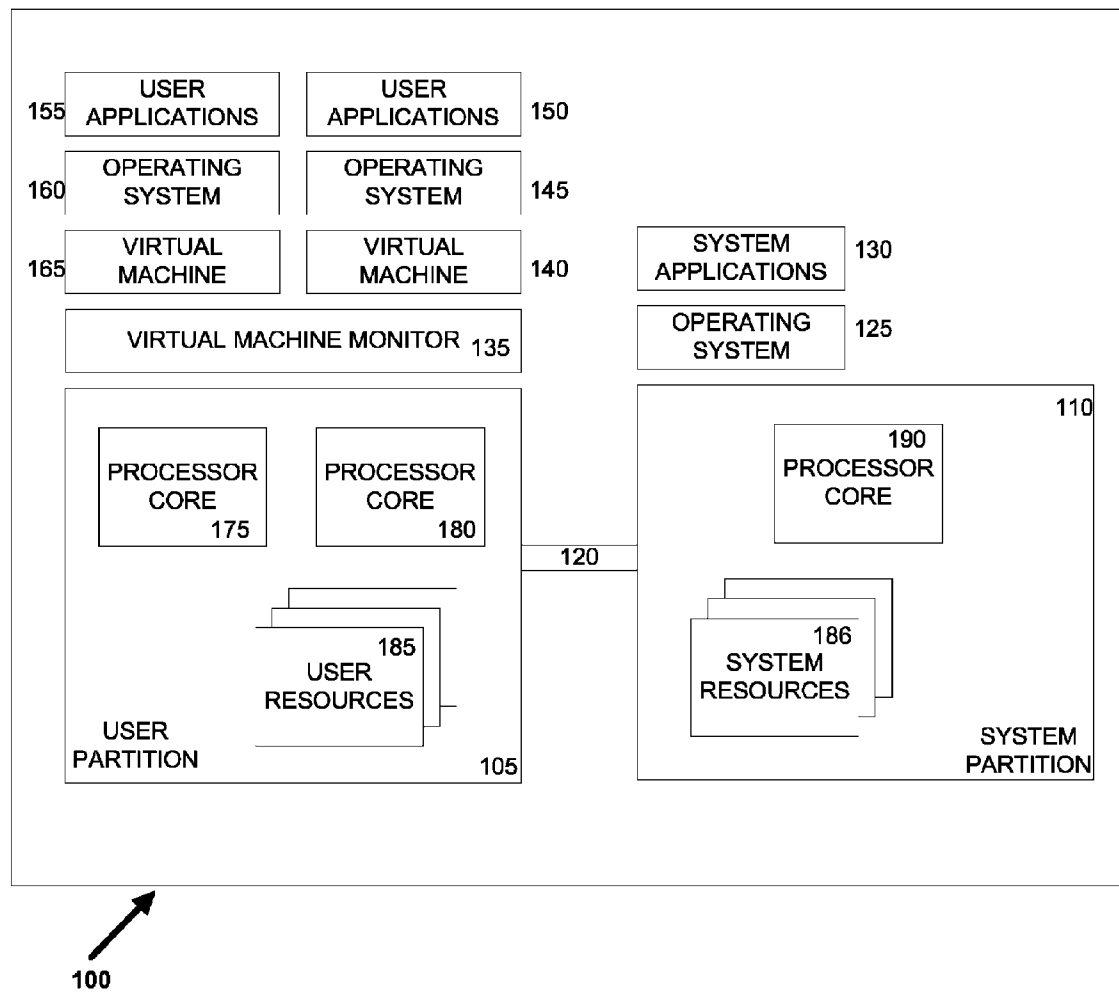 155
USER
APPLICATIONS
USER
APPLICATIONS
150
160
OPERATING
SYSTEM
OPERATING
SYSTEM
145
165
VIRTUAL
MACHINE
VIRTUAL
MACHINE
140
SYSTEM
APPLICATIONS
130
VIRTUAL MACHINE MONITOR 135
OPERATING
SYSTEM
125
PROCESSOR
CORE
175
PROCESSOR
CORE
180
185
USER
RESOURCES
USER
PARTITION
105
120
110
190
PROCESSOR
CORE
186
SYSTEM
RESOURCES
SYSTEM
PARTITION
100